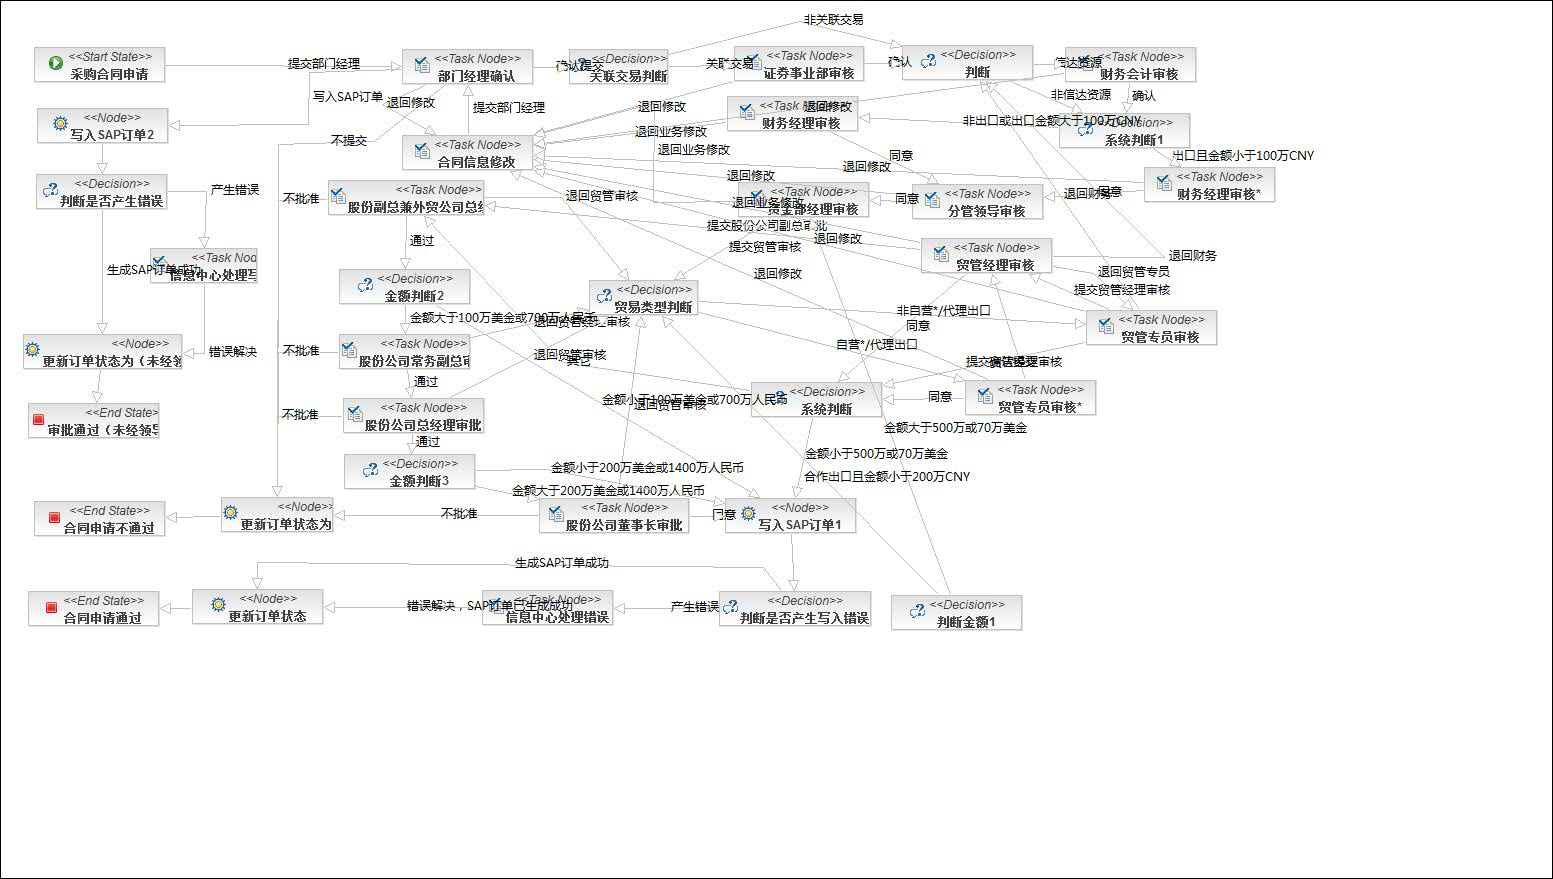 非关联交易
<<Start State>>
采购合同申请
提交部门经理
<<Task Node>>
部门经理确认
确认提交
<<Decision>>
关联交易判断
关联交易
<<Task Node>>
证券事业部审核
确认
<<Decision>>
判断
信达资源
<<Task Node>>
财务会计审核
写入SAP订单
退回修改
提交部门经理
退回修改
<<Task
退回修改
财务经理审核
非信达资源
确认
<<Node>>
写入SAP订单2
不提交
<<Task Node>>
合同信息修改
退回业务修改
退回业务修改
同意
非出口或出口金额大于100万CNY
<<Decision>>
系统判断1
出口且金额小于100万CNY
<<Decision>>
判断是否产生错误
产生错误
不批准
<<Task Node>>
股份副总兼外贸公司总经
退回贸管审核
退回修改
退回修改
<<Task Node>>
资金部经理审核
退回业务修改
同意
<<Task Node>>
分管领导审核
退回财务
同意
<<Task Node>>
财务经理审核*
提交股份公司副总审批
通过
提交贸管审核
退回修改
<<Task Node>>
贸管经理审核
退回财务
<<Task Nod
信息中心处理写
生成SAP订单成功
<<Decision>>
金额判断2
<<Decision>>
贸易类型判断
退回修改
退回贸管专员
提交贸管经理审核
金额大于100万美金或700万人民币
退回贸管经理审核
非自营*/代理出口
同意
<<Task Node>>
贸管专员审核
<<Node>>
更新订单状态为（未经领
错误解决
不批准
<<Task Node>>
股份公司常务副总审
退回贸管审核
其它
自营*/代理出口
通过
<<Decision>>
系统判断
同意
<<Task Node>>
贸管专员审核*
<<End State>
审批通过（未经领导
不批准
<<Task Node>>
股份公司总经理审批
金额小于100万美金或700万人民币
退回贸管审核
金额大于500万或70万美金
通过
金额小于500万或70万美金
<<Decision>>
金额判断3
金额小于200万美金或1400万人民币
合作出口且金额小于200万CNY
金额大于200万美金或1400万人民币
<<End State>>
合同申请不通过
<<Node>>
更新订单状态为
不批准
<<Task Node>>
股份公司董事长审批
同意
<<Node>>
写入SAP订单1
生成SAP订单成功
<<End State>>
合同申请通过
<<Node>>
更新订单状态
错误解决，SAP订单已生成成功
<<Task Node>>
信息中心处理错误
产生错误
<<Decision>>
判断是否产生写入错误
<<Decision>>
判断金额1